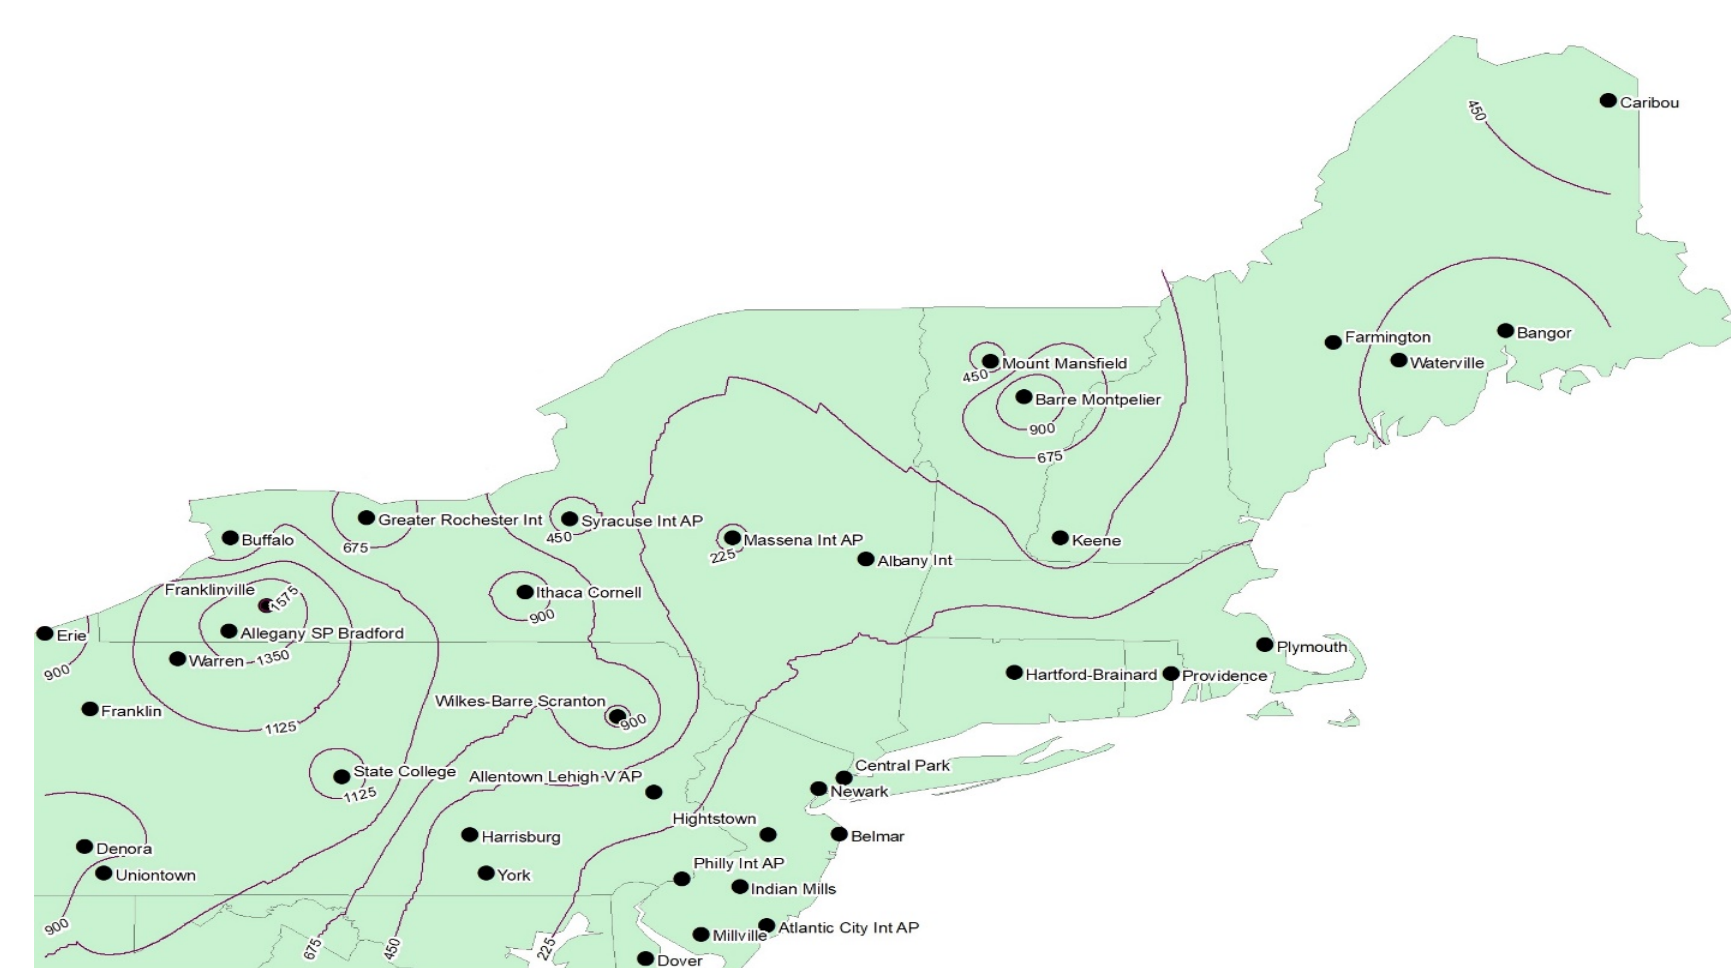 450
Caribou
Farmington
Bangor
Waterville
Mount Mansfield
450
Barre Montpelier
900
675
Greater Rochester Int
Syracuse Int AP
675
450
Buffalo
Massena Int AP
225
Keene
Albany Int
Franklinville
1575
Ithaca Cornell
900
Erie
Allegany SP Bradford
Warren
1350
900
Plymouth
Hartford-Brainard
Providence
Franklin
Wilkes-Barre Scranton
900
1125
State College
1125
Allentown Lehigh V AP
Central Park
Newark
Hightstown
Harrisburg
Belmar
Denora
Philly Int AP
Uniontown
York
Indian Mills
900
Atlantic City Int AP
Millville
675
450
225
Dover